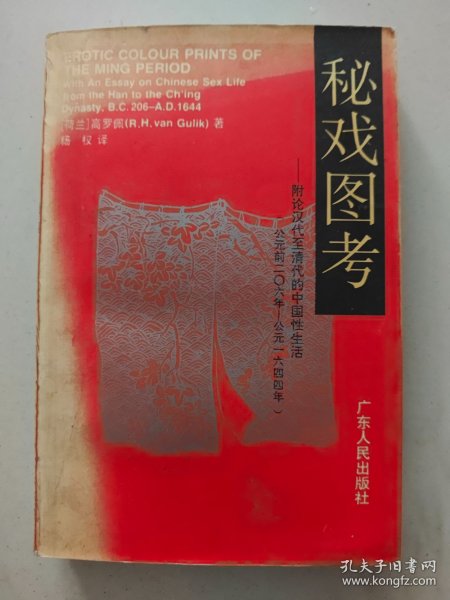 EROTIC COLOUR PRINTS OF
THE MING PERIOD
with An Essay on Chinese Sex Life
from the Han to the Ch'ing
Dynasty, B.C. 206–A.D.1644
[荷兰]高罗佩(R.H. van Gulik) 著
杨 权 译
秘戏图考
——附论汉代至清代的中国性生活
(公元前二〇六年—公元一六四四年)
广东人民出版社
孔夫子旧书网
www.kongfz.com